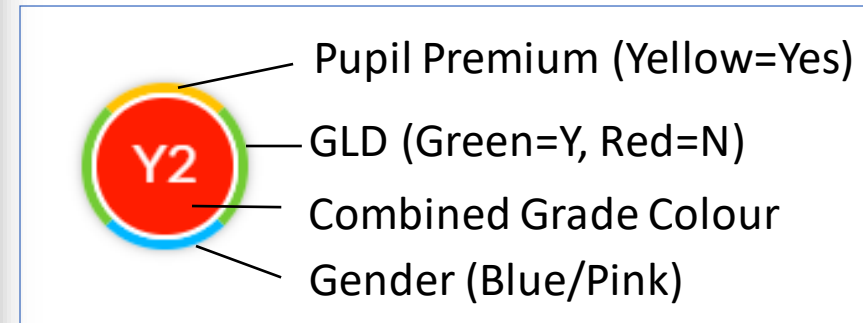 Pupil Premium (Yellow=Yes)
Y2
GLD (Green=Y, Red=N)
Combined Grade Colour
Gender (Blue/Pink)